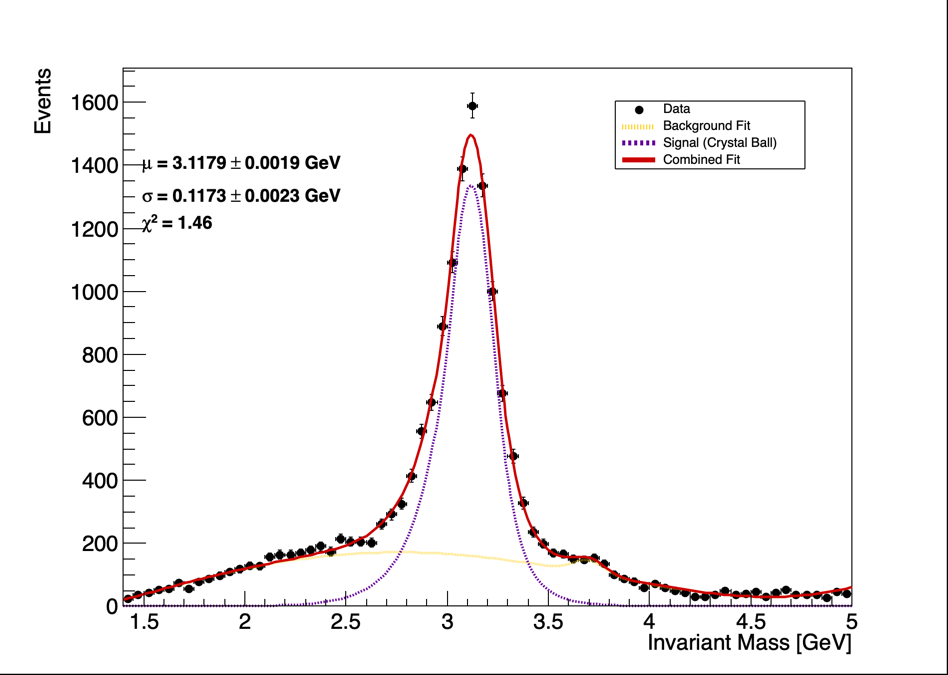 Events
1600
1400
1200
1000
800
600
400
200
0
μ = 3.1179 ± 0.0019 GeV
σ = 0.1173 ± 0.0023 GeV
χ² = 1.46
Data
Background Fit
Signal (Crystal Ball)
Combined Fit
1.5 2 2.5 3 3.5 4 4.5 5
Invariant Mass [GeV]